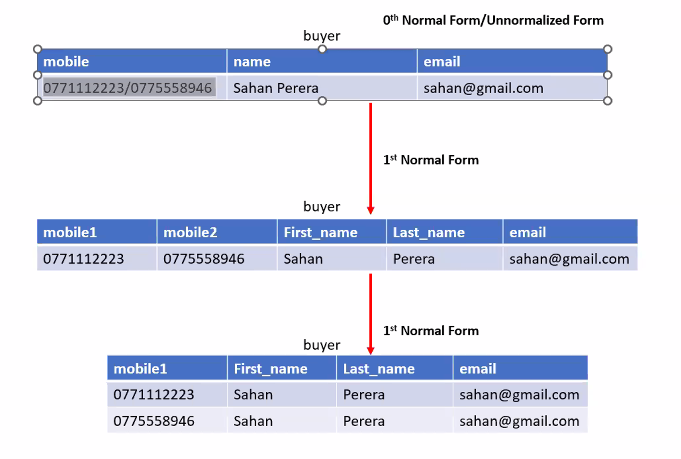 0th Normal Form/Unnormalized Form
buyer
mobile name email
0771112223/0775558946 Sahan Perera sahan@gmail.com
1st Normal Form
buyer
mobile1 mobile2 First_name Last_name email
0771112223 0775558946 Sahan Perera sahan@gmail.com
1st Normal Form
buyer
mobile1 First_name Last_name email
0771112223 Sahan Perera sahan@gmail.com
0775558946 Sahan Perera sahan@gmail.com